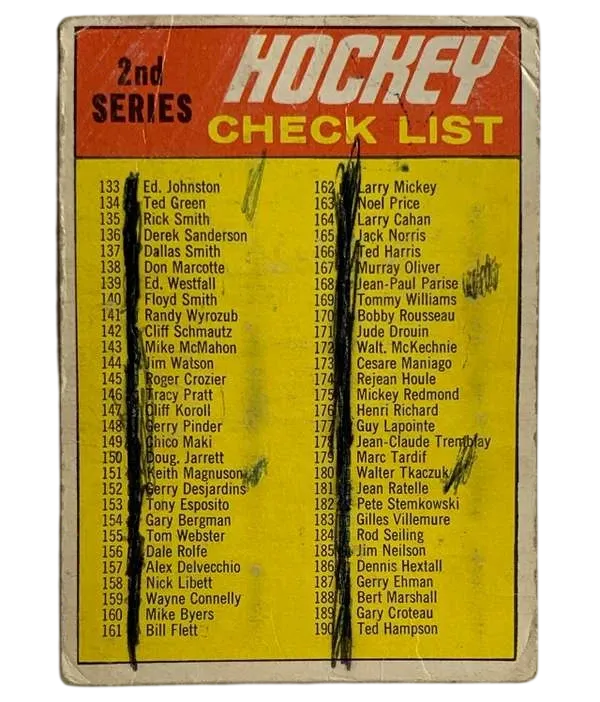 2nd
SERIES
HOCKEY
CHECK LIST
133 Ed. Johnston
134 Ted Green
135 Rick Smith
136 Derek Sanderson
137 Dallas Smith
138 Don Marcotte
139 Ed. Westfall
140 Floyd Smith
141 Randy Wyrozub
142 Cliff Schmautz
143 Mike McMahon
144 Jim Watson
145 Roger Crozier
146 Tracy Pratt
147 Cliff Koroll
148 Gerry Pinder
149 Chico Maki
150 Doug. Jarrett
151 Keith Magnuson
152 Gerry Desjardins
153 Tony Esposito
154 Gary Bergman
155 Tom Webster
156 Dale Rolfe
157 Alex Delvecchio
158 Nick Libett
159 Wayne Connelly
160 Mike Byers
161 Bill Flett
162 Larry Mickey
163 Noel Price
164 Larry Cahan
165 Jack Norris
166 Ted Harris
167 Murray Oliver
168 Jean-Paul Parise
169 Tommy Williams
170 Bobby Rousseau
171 Jude Drouin
172 Walt. McKechnie
173 Cesare Maniago
174 Rejean Houle
175 Mickey Redmond
176 Henri Richard
177 Guy Lapointe
178 Jean-Claude Tremblay
179 Marc Tardif
180 Walter Tkaczuk
181 Jean Ratelle
182 Pete Stemkowski
183 Gilles Villemure
184 Rod Seiling
185 Jim Neilson
186 Dennis Hextall
187 Gerry Ehman
188 Bert Marshall
189 Gary Croteau
190 Ted Hampson